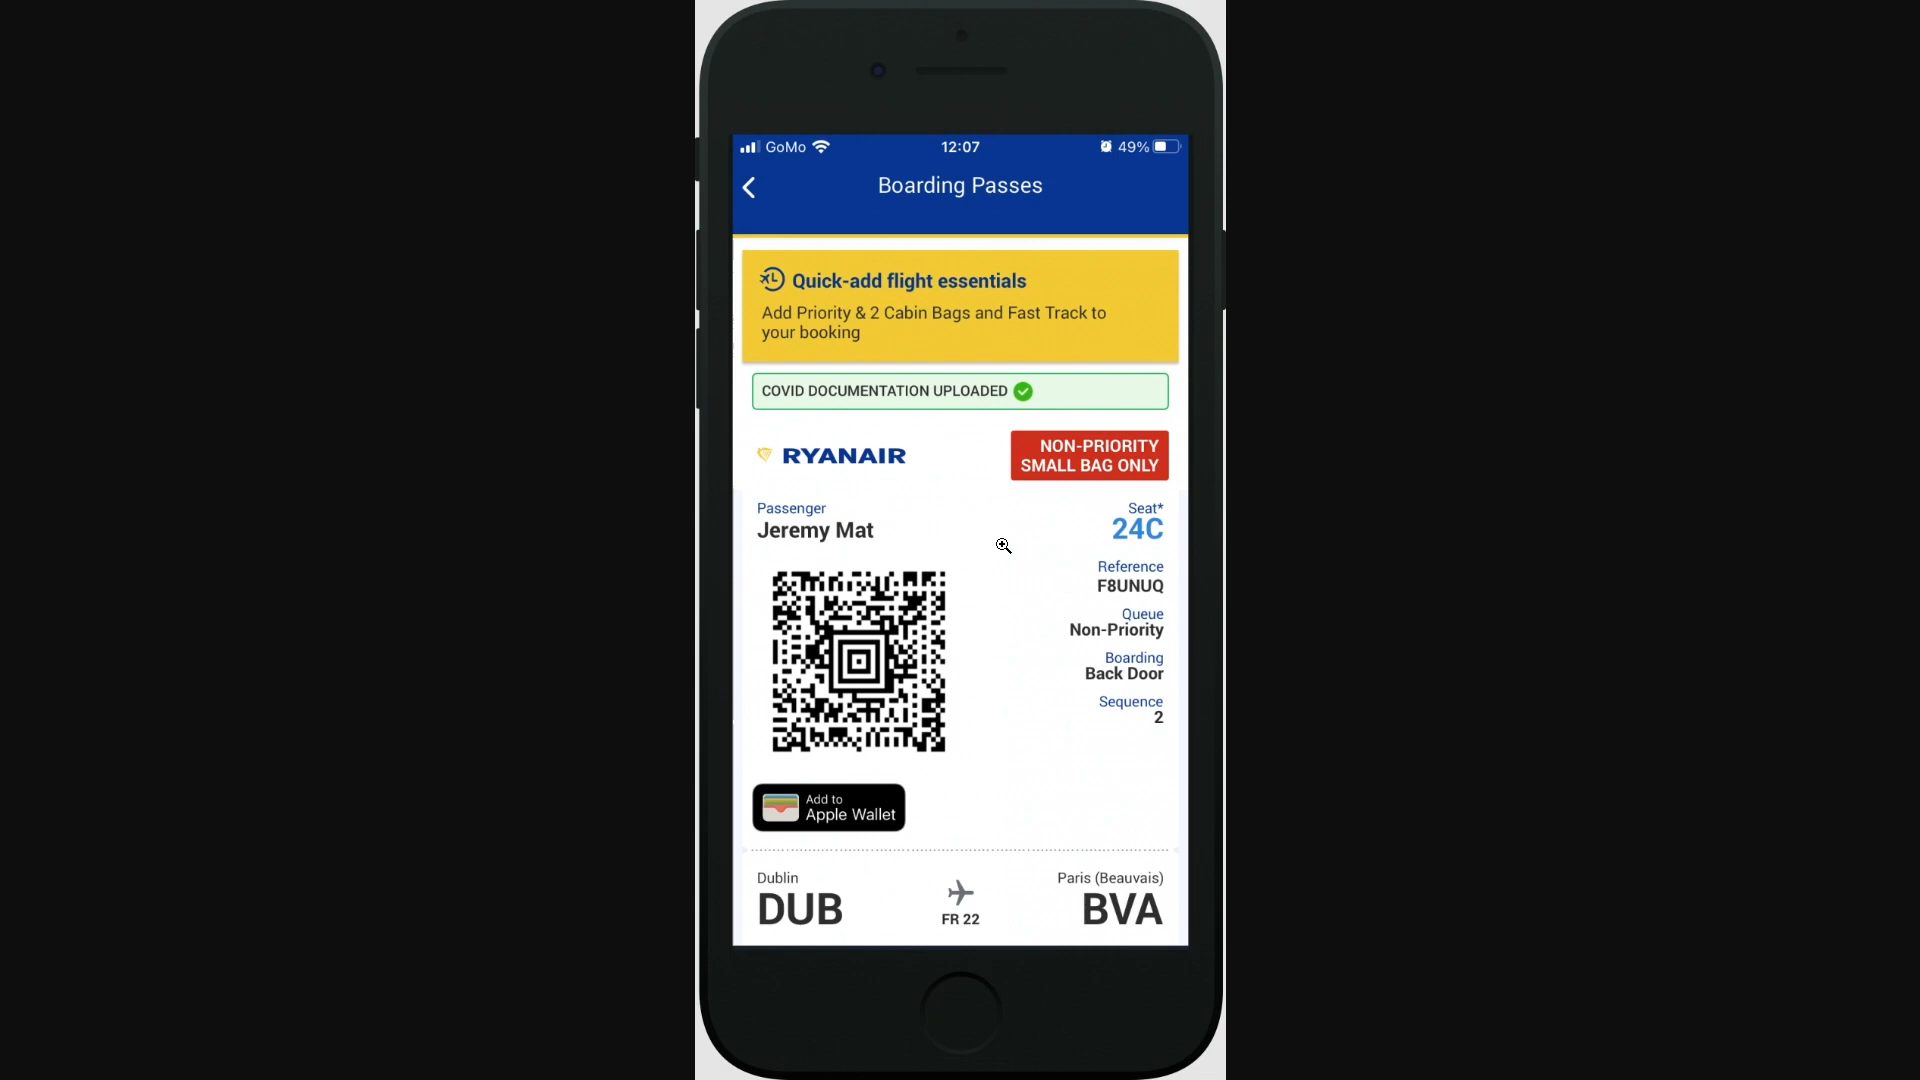 GoMo 12:07 49%
Boarding Passes
Quick-add flight essentials
Add Priority & 2 Cabin Bags and Fast Track to
your booking
COVID DOCUMENTATION UPLOADED
RYANAIR
NON-PRIORITY
SMALL BAG ONLY
Passenger
Jeremy Mat
Seat*
24C
Reference
F8UNUQ
Queue
Non-Priority
Boarding
Back Door
Sequence
2
Add to
Apple Wallet
Dublin
DUB
FR 22
Paris (Beauvais)
BVA